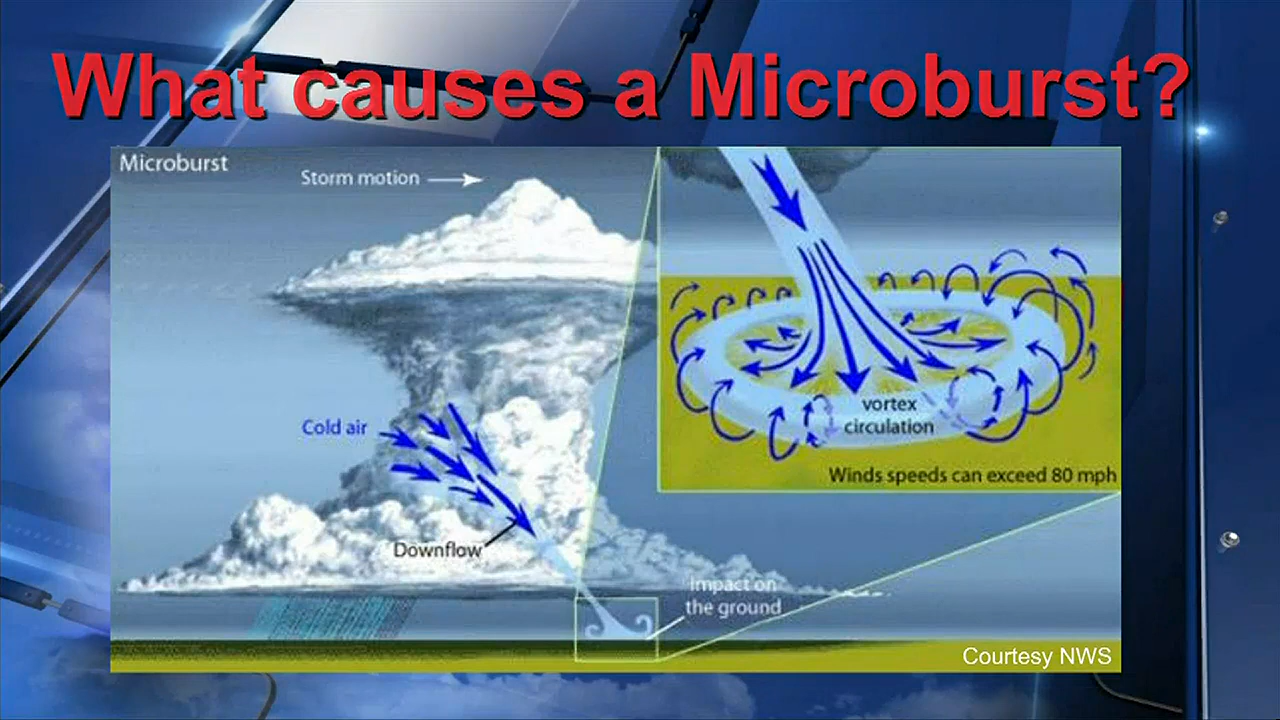 What causes a Microburst?
Microburst
Storm motion
Cold air
Downflow
Impact on
the ground
vortex
circulation
Winds speeds can exceed 80 mph
Courtesy NWS